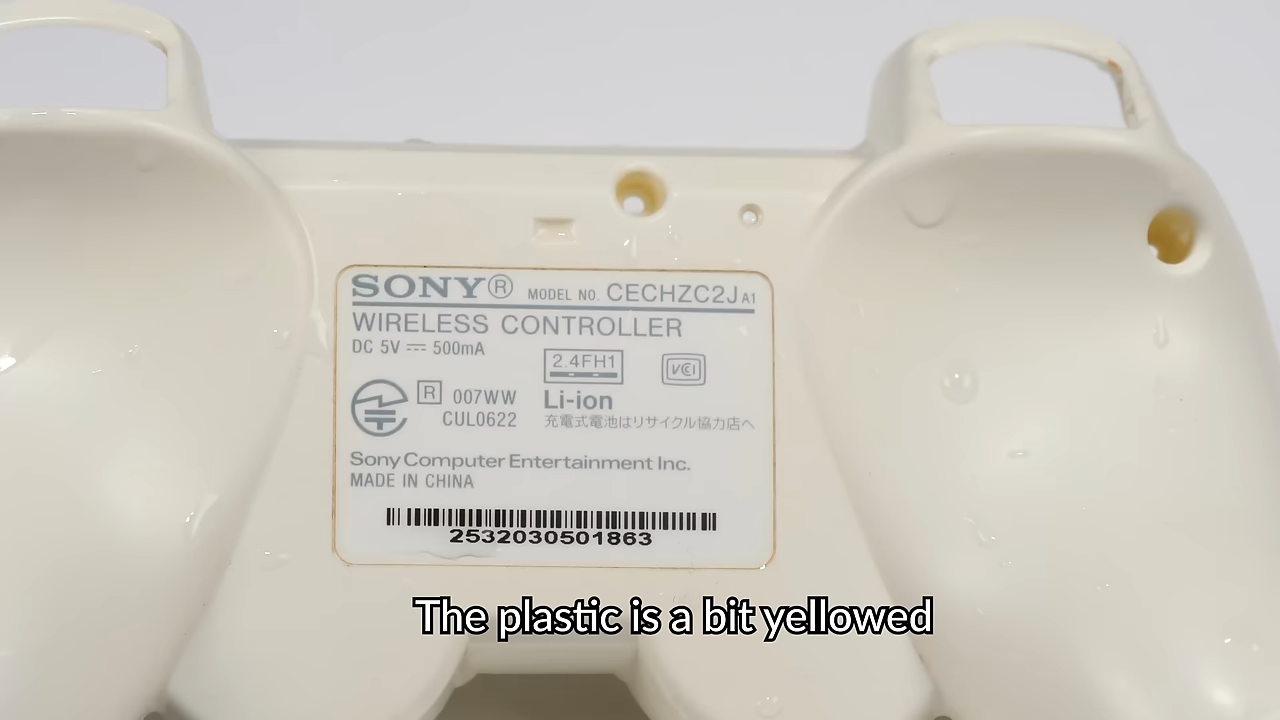 SONY® MODEL NO. CECHZC2J A1
WIRELESS CONTROLLER
DC 5V ⎓ 500mA
2.4FH1
VCI
R 007WW
CUL0622
Li-ion
充電式電池はリサイクル協力店へ
Sony Computer Entertainment Inc.
MADE IN CHINA
2532030501863
The plastic is a bit yellowed